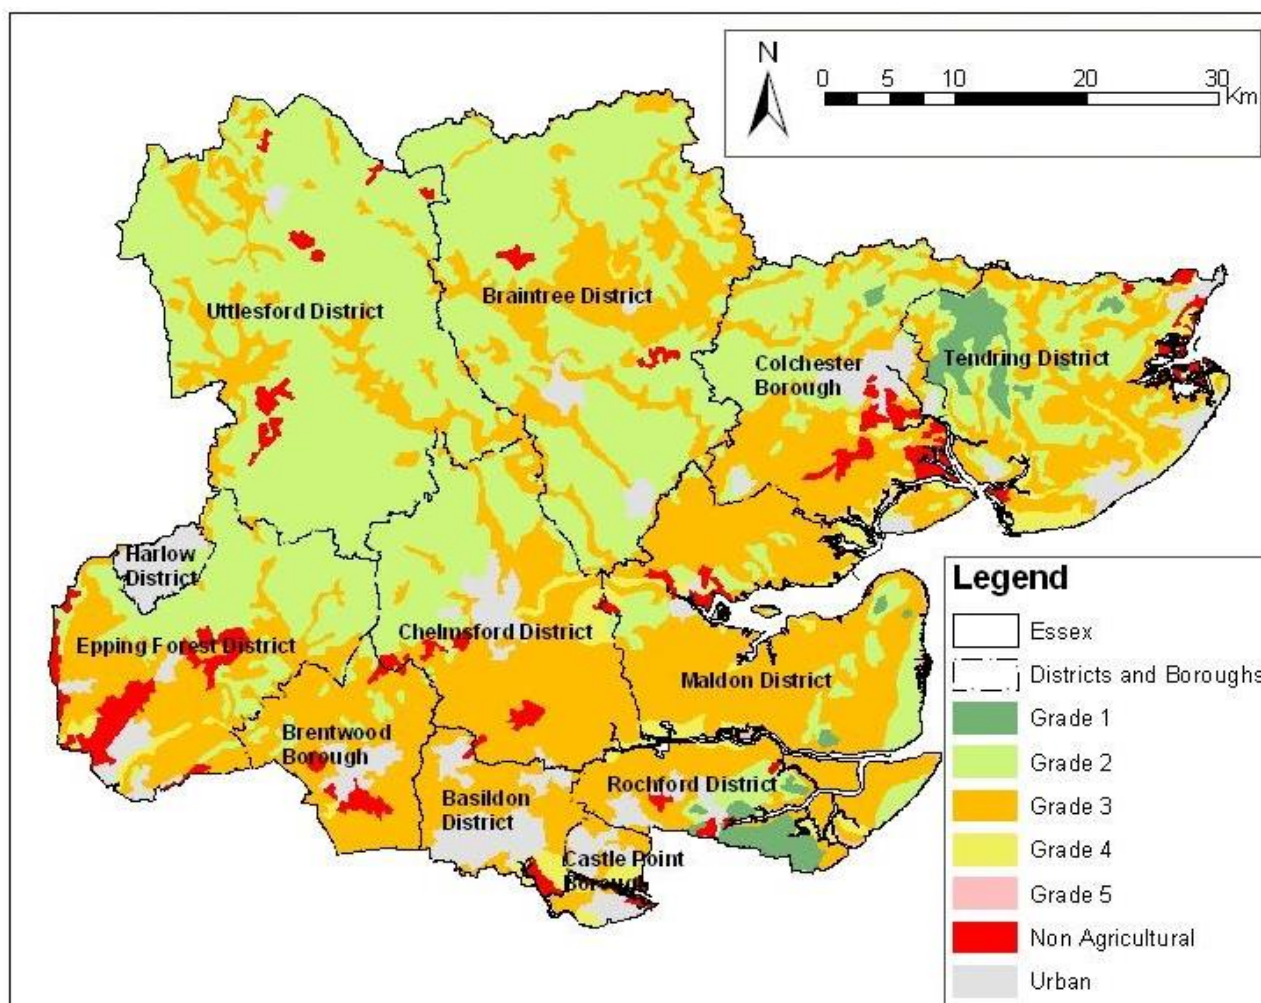 N
0 5 10 20 30
Km
Uttlesford District
Braintree District
Colchester
Borough
Tendring District
Harlow
District
Epping Forest District
Chelmsford District
Maldon District
Brentwood
Borough
Basildon
District
Rochford District
Castle Point
Borough
Legend
Essex
Districts and Boroughs
Grade 1
Grade 2
Grade 3
Grade 4
Grade 5
Non Agricultural
Urban